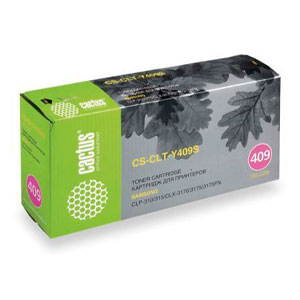 cactus
409
CS-CLT-Y409S
TONER CARTRIDGE
КАРТРИДЖ ДЛЯ ПРИНТЕРОВ
SAMSUNG
CLP-310/315/CLX-3170/3175/3175FN
409
YELLOW